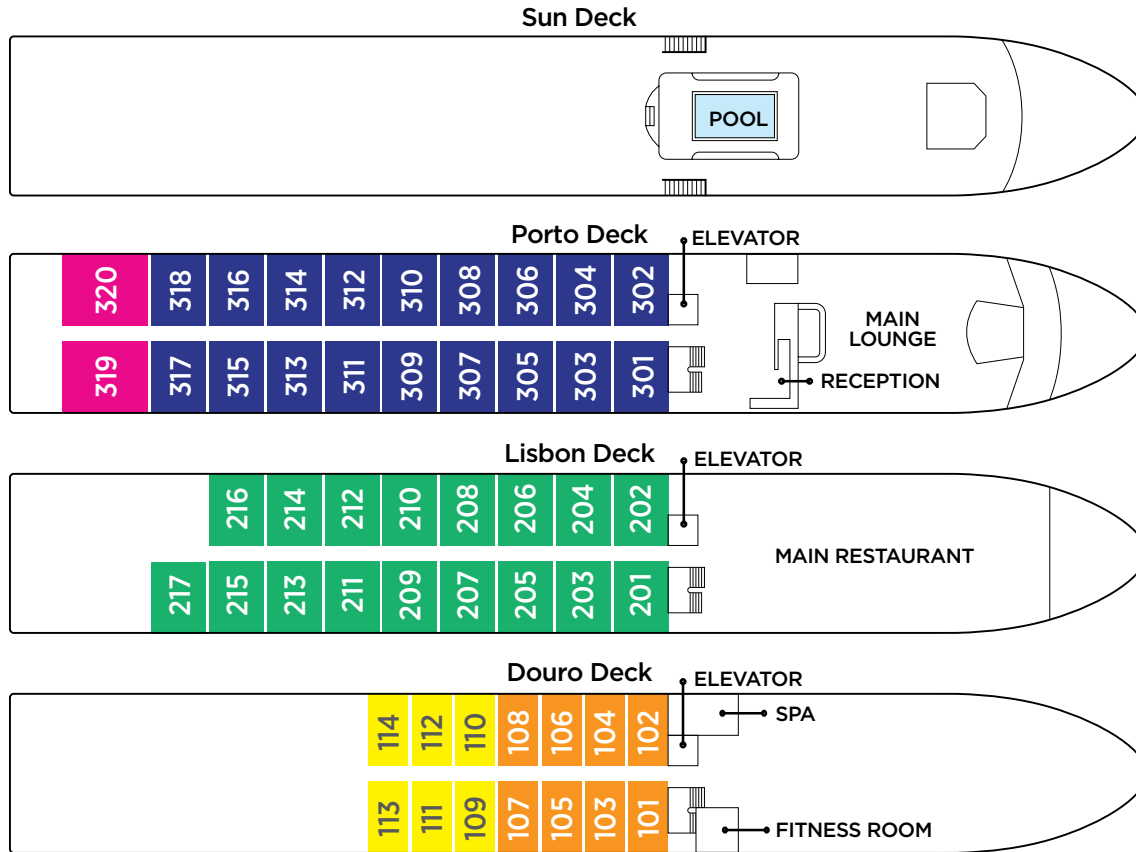 Sun Deck
POOL
Porto Deck
ELEVATOR
320 318 316 314 312 310 308 306 304 302
MAIN
LOUNGE
319 317 315 313 311 309 307 305 303 301
RECEPTION
Lisbon Deck
ELEVATOR
216 214 212 210 208 206 204 202
MAIN RESTAURANT
217 215 213 211 209 207 205 203 201
Douro Deck
ELEVATOR
SPA
114 112 110 108 106 104 102
113 111 109 107 105 103 101
FITNESS ROOM